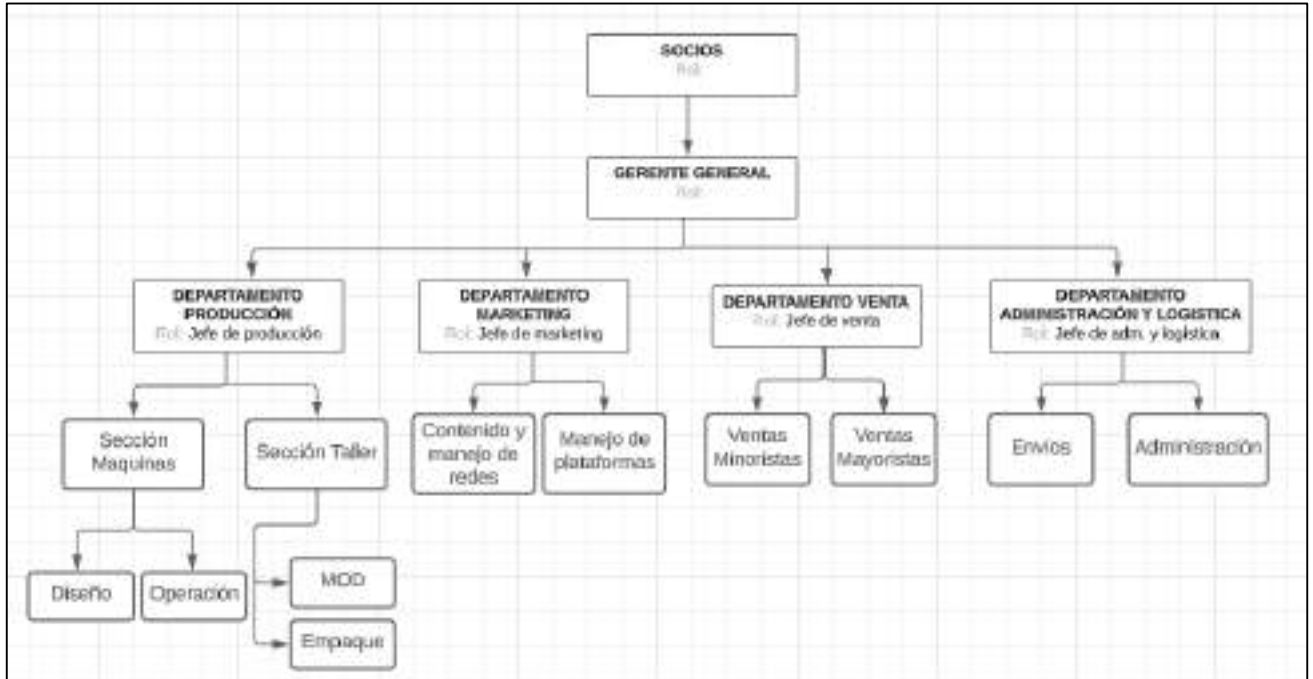 SOCIOS
Rol:
GERENTE GENERAL
Rol:
DEPARTAMENTO
PRODUCCIÓN
Rol: Jefe de producción
DEPARTAMENTO
MARKETING
Rol: Jefe de marketing
DEPARTAMENTO VENTA
Rol: Jefe de venta
DEPARTAMENTO
ADMINISTRACIÓN Y LOGISTICA
Rol: Jefe de adm. y logística
Sección
Maquinas
Sección Taller
Contenido y
manejo de
redes
Manejo de
plataformas
Ventas
Minoristas
Ventas
Mayoristas
Envíos
Administración
Diseño
Operación
MOD
Empaque